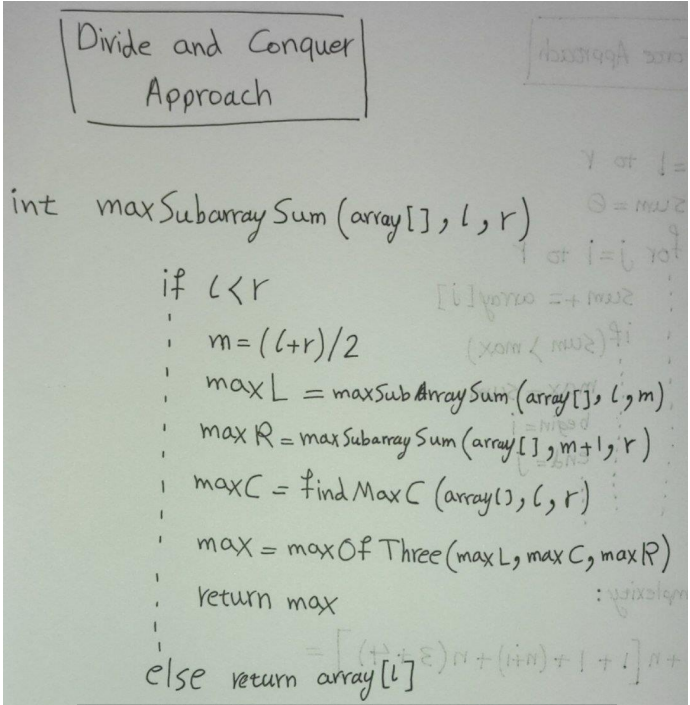 Divide and Conquer
Approach
int maxSubarraySum(array[], l, r)
if l<r
m=(l+r)/2
maxL = maxSubArraySum(array[], l, m)
maxR = maxSubarraySum(array[], m+1, r)
maxC = findMaxC(array[], l, r)
max = maxOfThree(maxL, maxC, maxR)
return max
else return array[l]